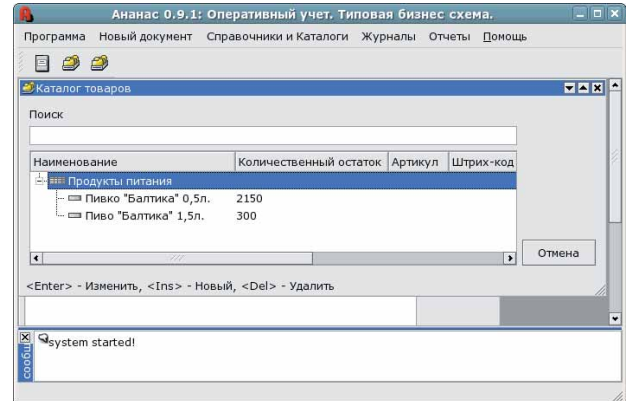 Ананас 0.9.1: Оперативный учет. Типовая бизнес схема.
Программа Новый документ Справочники и Каталоги Журналы Отчеты Помощь
Каталог товаров
Поиск
Наименование Количественный остаток Артикул Штрих-код
Продукты питания
Пивко "Балтика" 0,5л. 2150
Пиво "Балтика" 1,5л. 300
Отмена
<Enter> - Изменить, <Ins> - Новый, <Del> - Удалить
system started!
сообщ